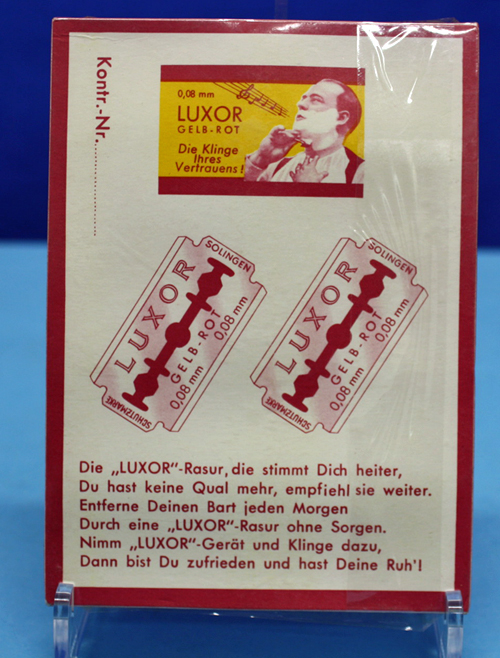 Kontr.-Nr.
0,08 mm
LUXOR
GELB-ROT
Die Klinge
Ihres
Vertrauens!
SOLINGEN
LUXOR
GELB-ROT
0,08 mm
0,08 mm
SCHUTZMARKE
SOLINGEN
LUXOR
GELB-ROT
0,08 mm
0,08 mm
SCHUTZMARKE
Die „LUXOR“-Rasur, die stimmt Dich heiter,
Du hast keine Qual mehr, empfiehl sie weiter.
Entferne Deinen Bart jeden Morgen
Durch eine „LUXOR“-Rasur ohne Sorgen.
Nimm „LUXOR“-Gerät und Klinge dazu,
Dann bist Du zufrieden und hast Deine Ruh'!